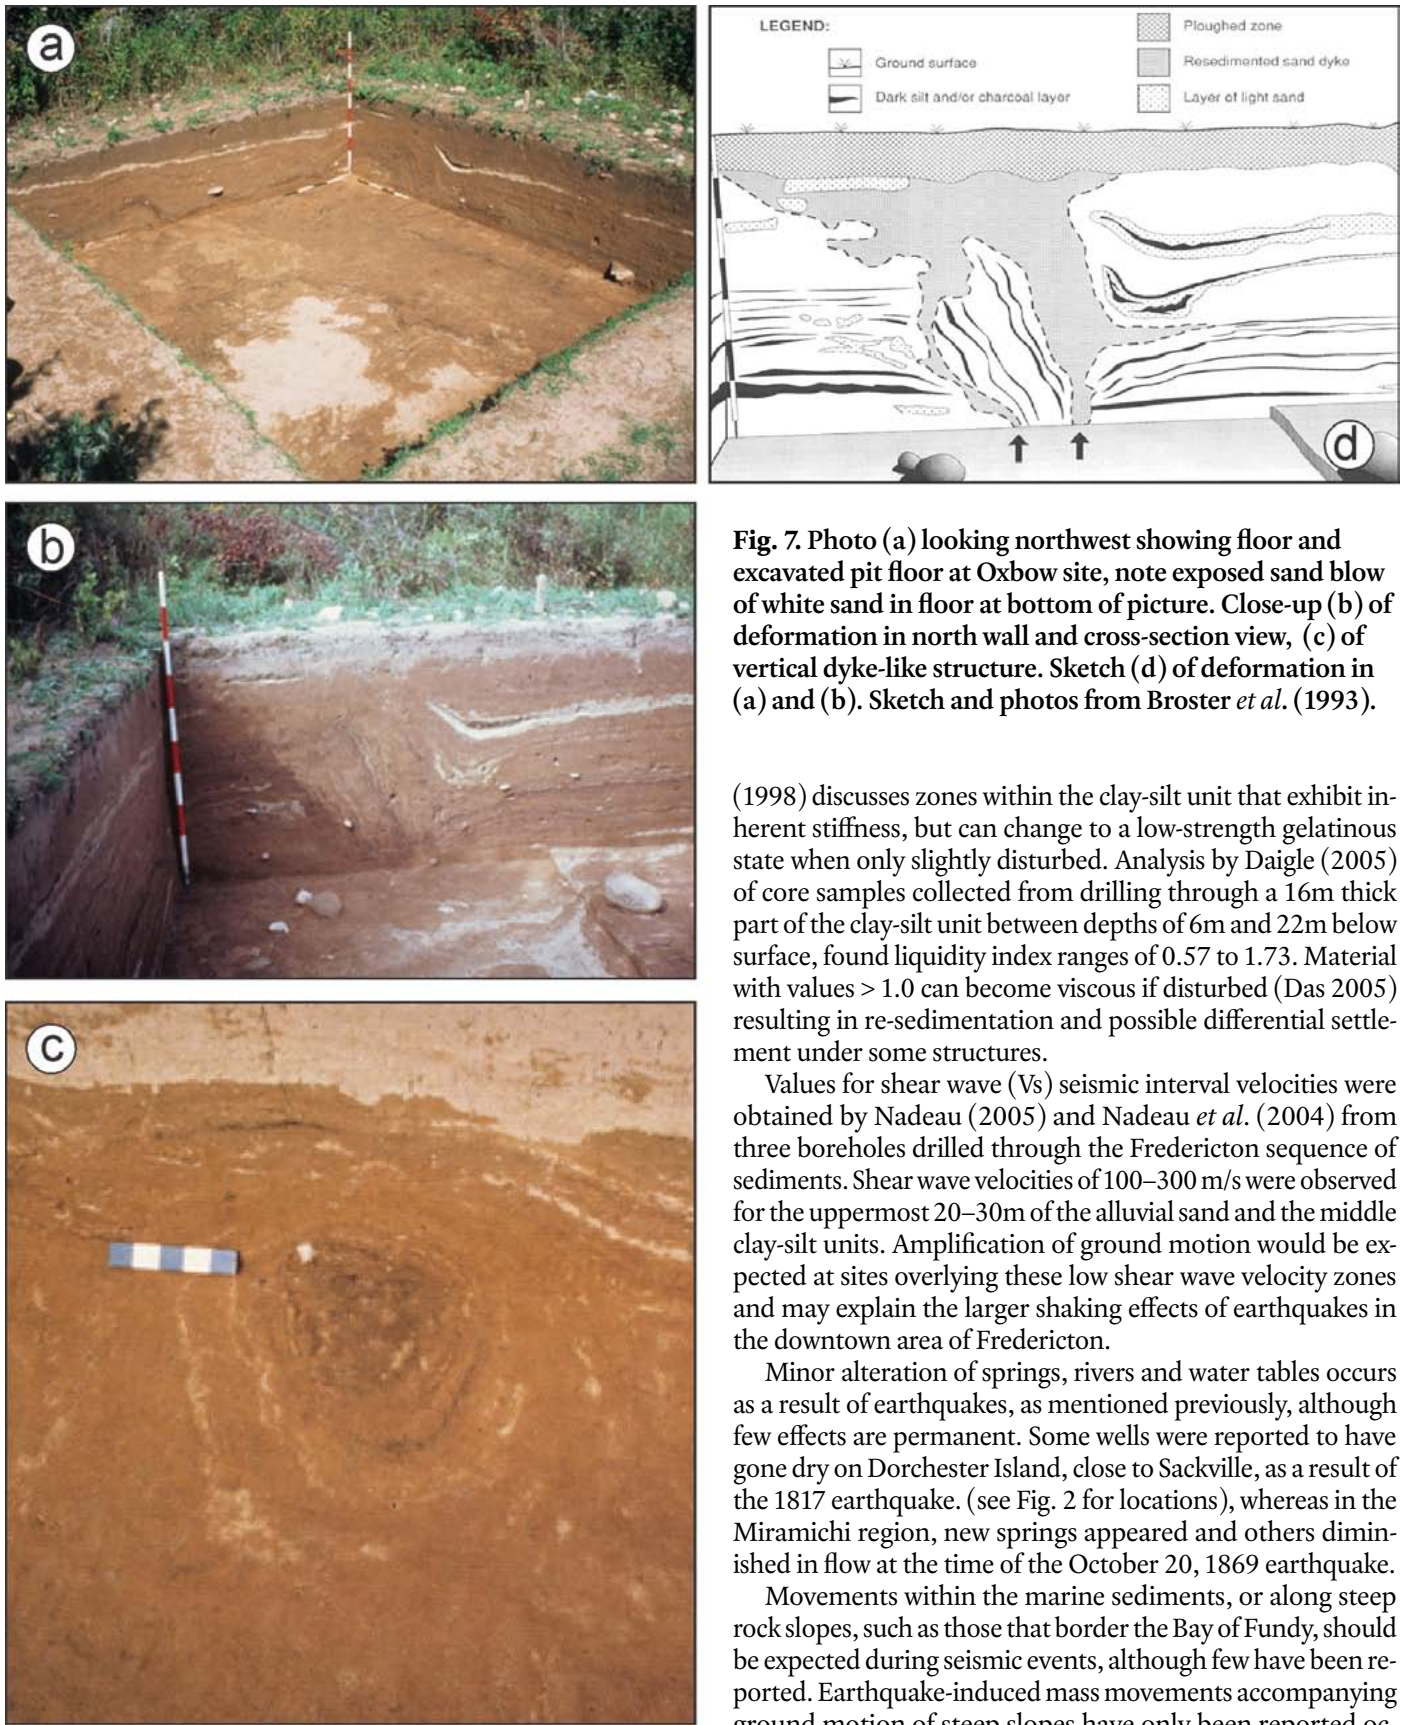 a
LEGEND:
Ground surface
Dark silt and/or charcoal layer
Ploughed zone
Resedimented sand dyke
Layer of light sand
d
b
c
Fig. 7. Photo (a) looking northwest showing floor and
excavated pit floor at Oxbow site, note exposed sand blow
of white sand in floor at bottom of picture. Close-up (b) of
deformation in north wall and cross-section view, (c) of
vertical dyke-like structure. Sketch (d) of deformation in
(a) and (b). Sketch and photos from Broster et al. (1993).
(1998) discusses zones within the clay-silt unit that exhibit in-
herent stiffness, but can change to a low-strength gelatinous
state when only slightly disturbed. Analysis by Daigle (2005)
of core samples collected from drilling through a 16m thick
part of the clay-silt unit between depths of 6m and 22m below
surface, found liquidity index ranges of 0.57 to 1.73. Material
with values > 1.0 can become viscous if disturbed (Das 2005)
resulting in re-sedimentation and possible differential settle-
ment under some structures.
Values for shear wave (Vs) seismic interval velocities were
obtained by Nadeau (2005) and Nadeau et al. (2004) from
three boreholes drilled through the Fredericton sequence of
sediments. Shear wave velocities of 100–300 m/s were observed
for the uppermost 20–30m of the alluvial sand and the middle
clay-silt units. Amplification of ground motion would be ex-
pected at sites overlying these low shear wave velocity zones
and may explain the larger shaking effects of earthquakes in
the downtown area of Fredericton.
Minor alteration of springs, rivers and water tables occurs
as a result of earthquakes, as mentioned previously, although
few effects are permanent. Some wells were reported to have
gone dry on Dorchester Island, close to Sackville, as a result of
the 1817 earthquake. (see Fig. 2 for locations), whereas in the
Miramichi region, new springs appeared and others dimin-
ished in flow at the time of the October 20, 1869 earthquake.
Movements within the marine sediments, or along steep
rock slopes, such as those that border the Bay of Fundy, should
be expected during seismic events, although few have been re-
ported. Earthquake-induced mass movements accompanying
ground motion of steep slopes have only been reported oc-